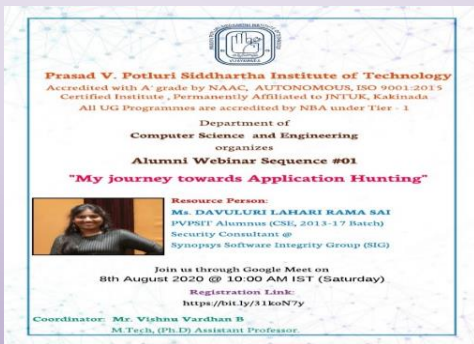 Prasad V. Potluri Siddhartha Institute of Technology
Accredited with A+ grade by NAAC, AUTONOMOUS, ISO 9001:2015
Certified Institute , Permanently Affiliated to JNTUK, Kakinada
All UG Programmes are accredited by NBA under Tier - 1
Department of
Computer Science and Engineering
organizes
Alumni Webinar Sequence #01
"My journey towards Application Hunting"
Resource Person:
Ms. DAVULURI LAHARI RAMA SAI
PVPSIT Alumnus (CSE, 2013-17 Batch)
Security Consultant @
Synopsys Software Integrity Group (SIG)
Join us through Google Meet on
8th August 2020 @ 10:00 AM IST (Saturday)
Registration Link:
https://bit.ly/31koN7y
Coordinator: Mr. Vishnu Vardhan B
M.Tech, (Ph.D) Assistant Professor.